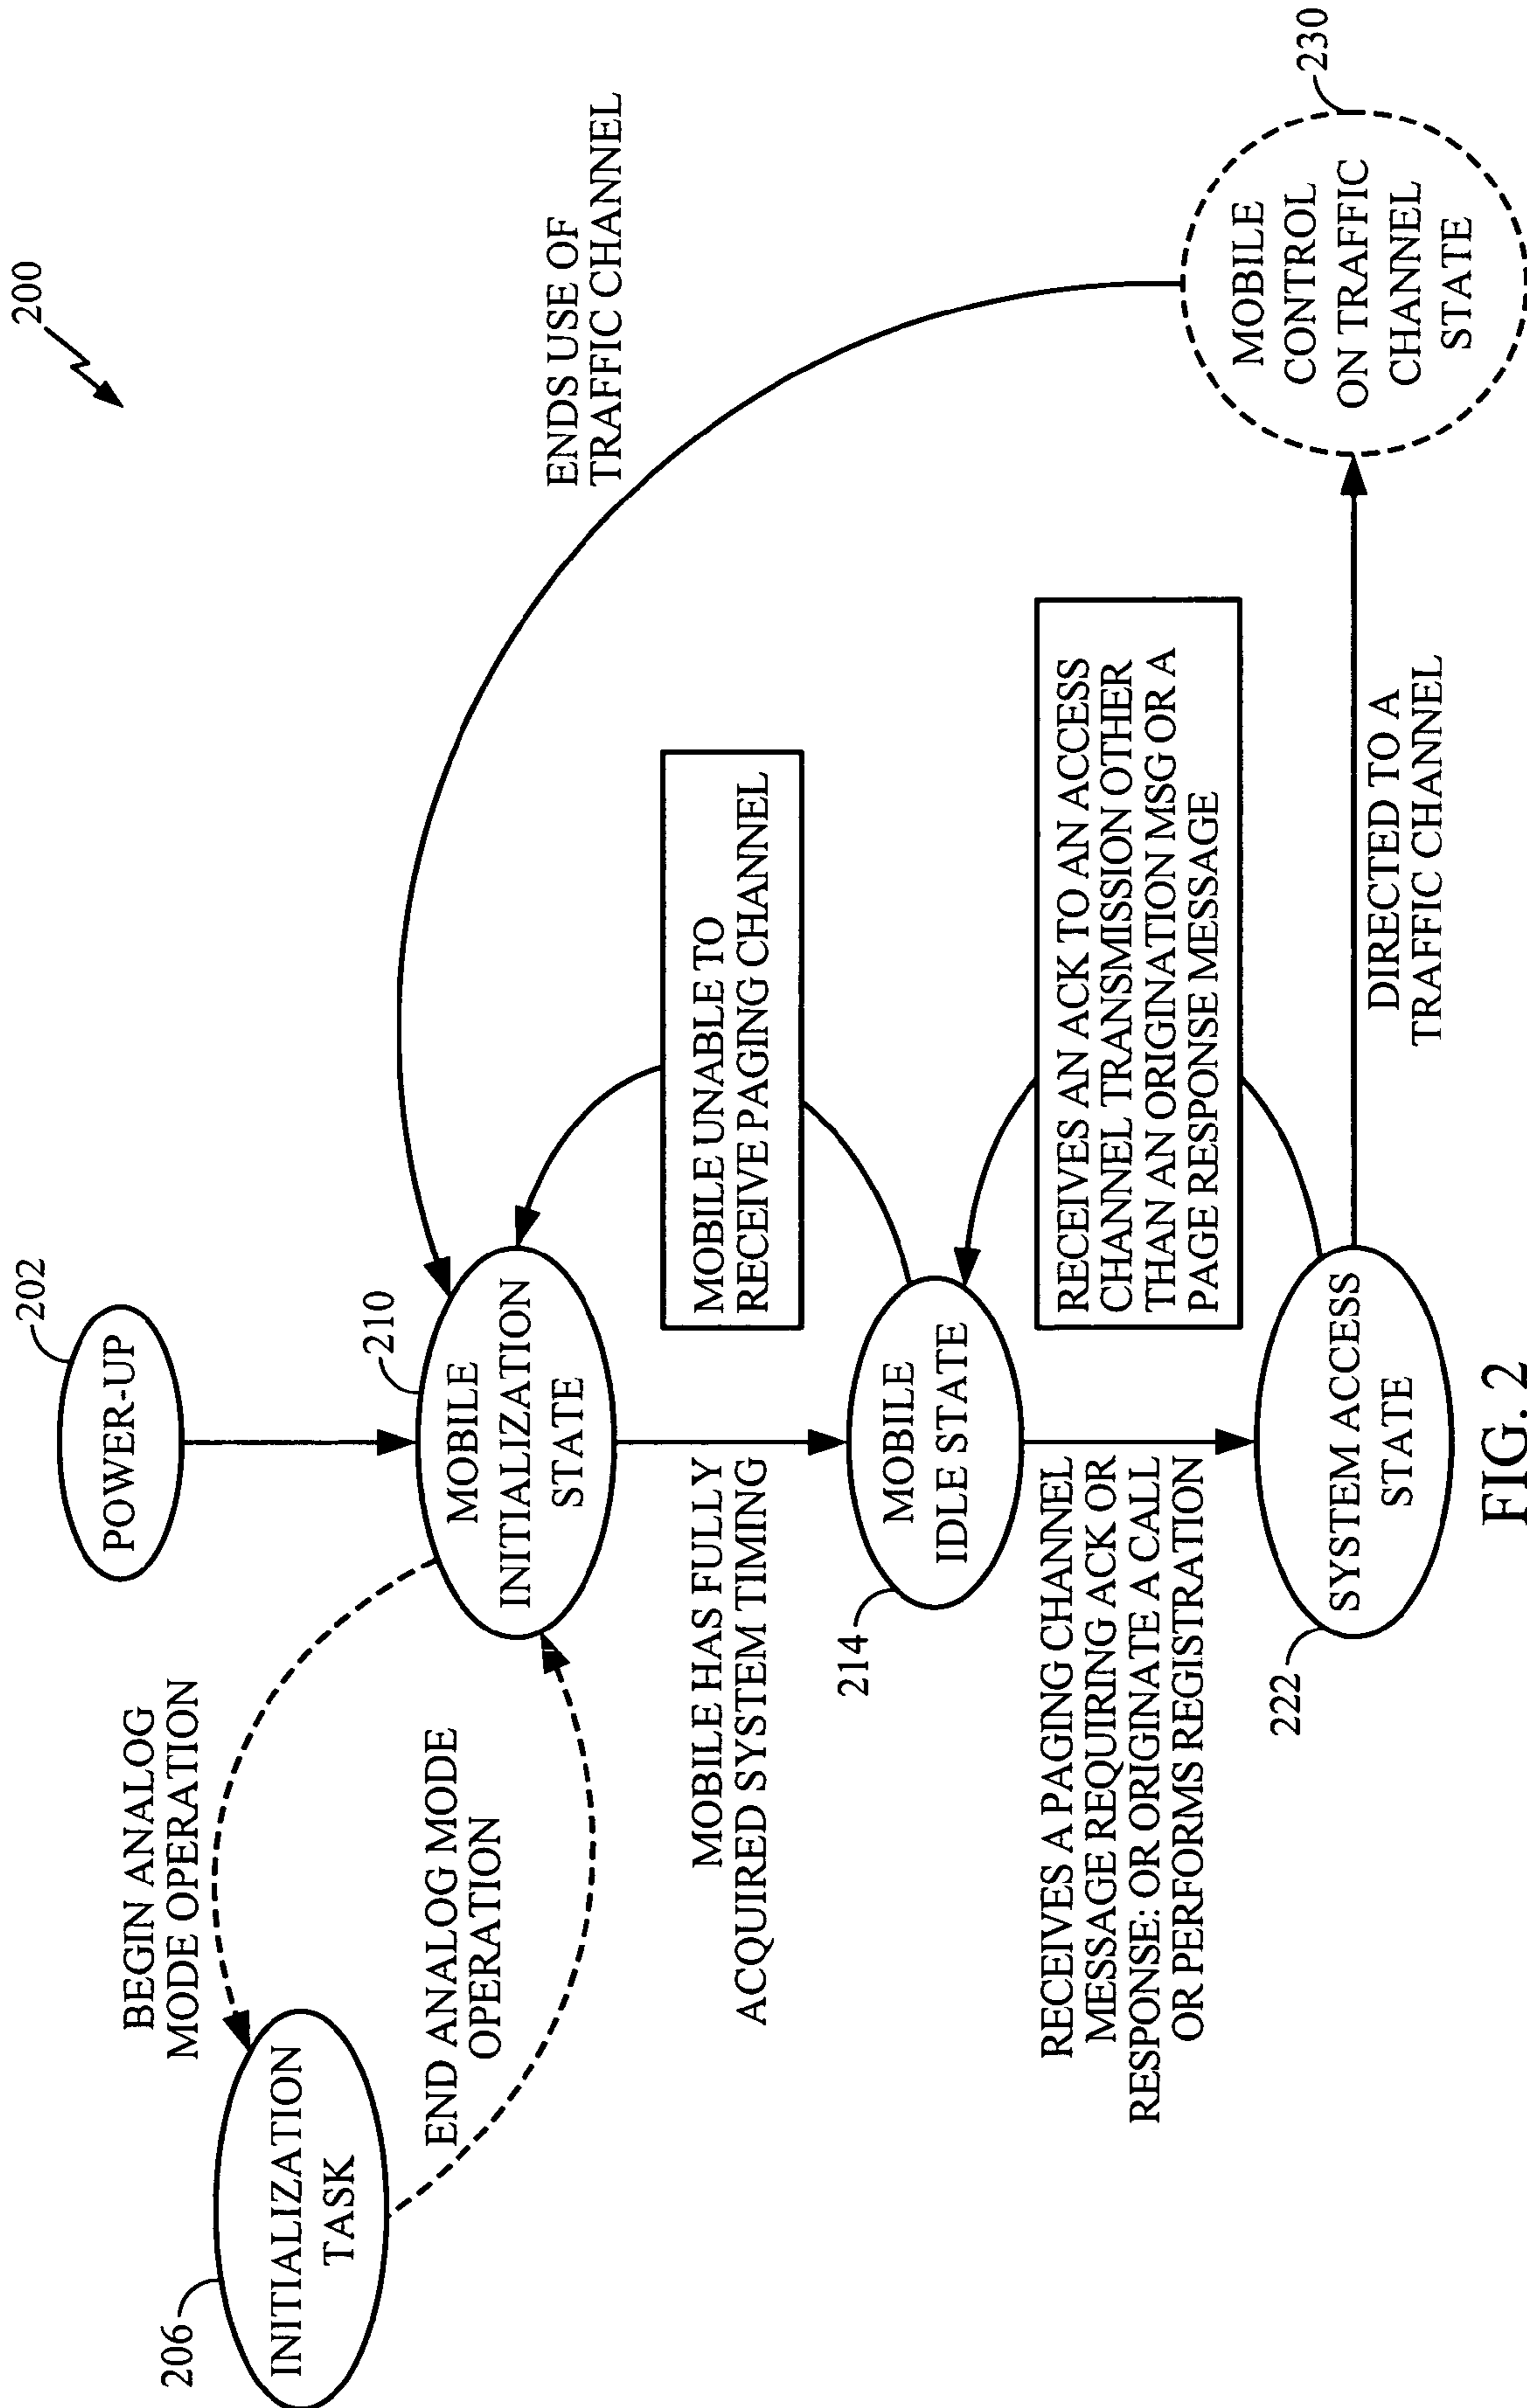 200
POWER-UP
202
BEGIN ANALOG
MODE OPERATION
206
INITIALIZATION
TASK
MOBILE
INITIALIZATION
STATE
210
END ANALOG MODE
OPERATION
ENDS USE OF
TRAFFIC CHANNEL
MOBILE HAS FULLY
ACQUIRED SYSTEM TIMING
MOBILE UNABLE TO
RECEIVE PAGING CHANNEL
214
MOBILE
IDLE STATE
RECEIVES A PAGING CHANNEL
MESSAGE REQUIRING ACK OR
RESPONSE: OR ORIGINATE A CALL
OR PERFORMS REGISTRATION
RECEIVES AN ACK TO AN ACCESS
CHANNEL TRANSMISSION OTHER
THAN AN ORIGINATION MSG OR A
PAGE RESPONSE MESSAGE
222
SYSTEM ACCESS
STATE
DIRECTED TO A
TRAFFIC CHANNEL
MOBILE
CONTROL
ON TRAFFIC
CHANNEL
STATE
230
FIG. 2